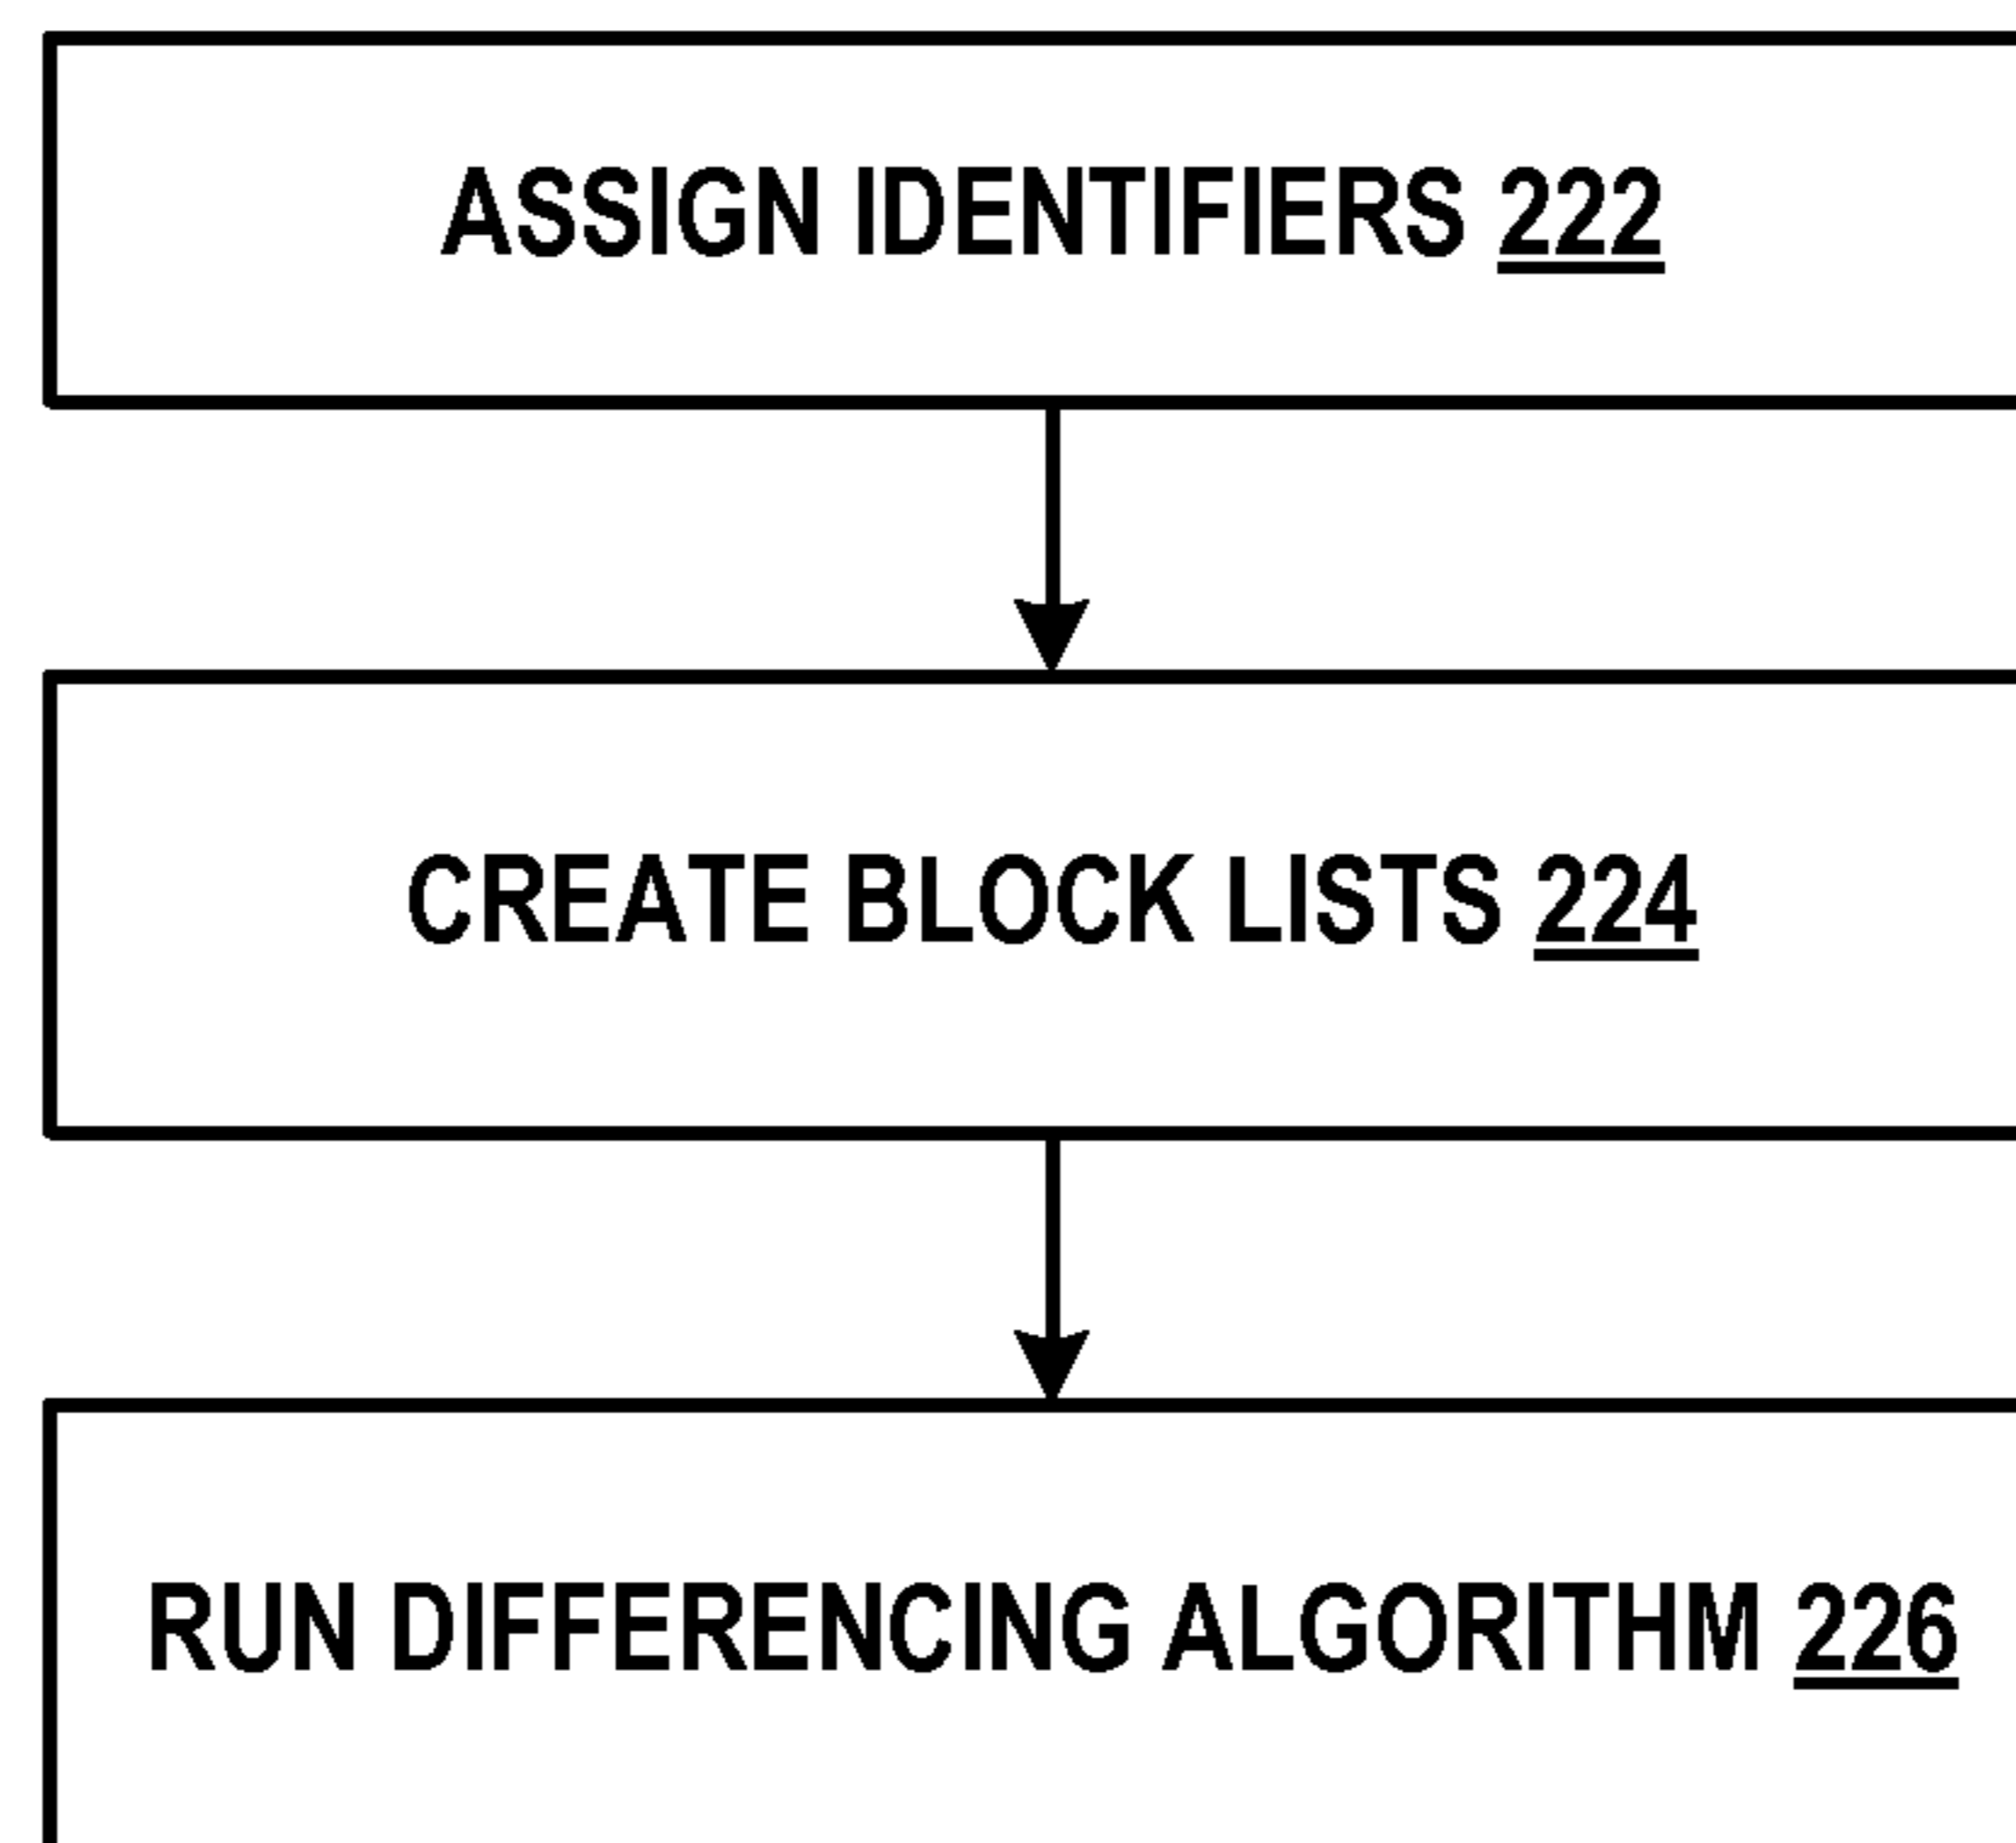 ASSIGN IDENTIFIERS 222
CREATE BLOCK LISTS 224
RUN DIFFERENCING ALGORITHM 226